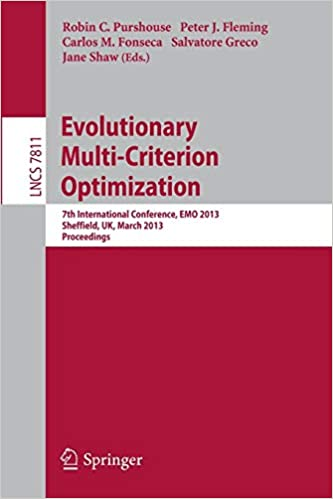 Robin C. Purshouse Peter J. Fleming
Carlos M. Fonseca Salvatore Greco
Jane Shaw (Eds.)
LNCS 7811
Evolutionary
Multi-Criterion
Optimization
7th International Conference, EMO 2013
Sheffield, UK, March 2013
Proceedings
Springer